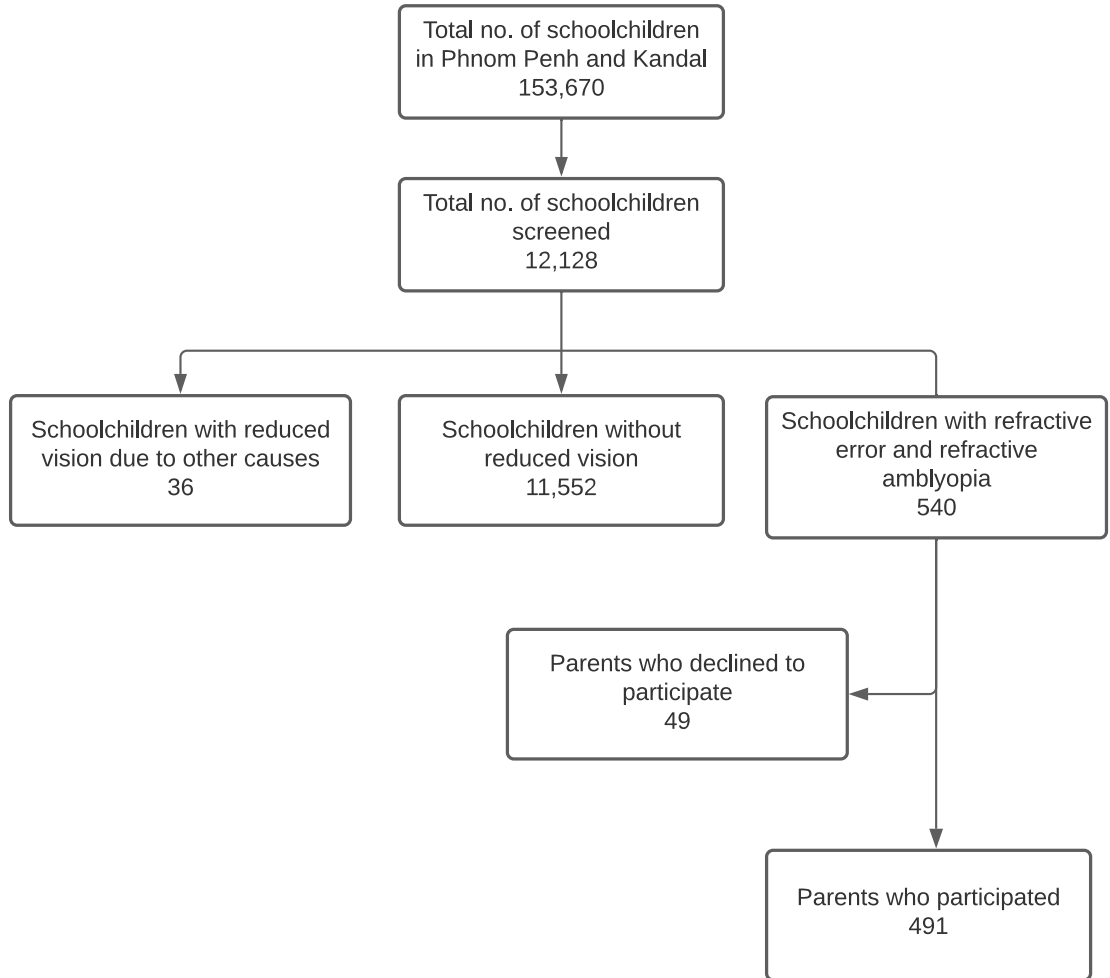 Total no. of schoolchildren
in Phnom Penh and Kandal
153,670
Total no. of schoolchildren
screened
12,128
Schoolchildren with reduced
vision due to other causes
36
Schoolchildren without
reduced vision
11,552
Schoolchildren with refractive
error and refractive
amblyopia
540
Parents who declined to
participate
49
Parents who participated
491